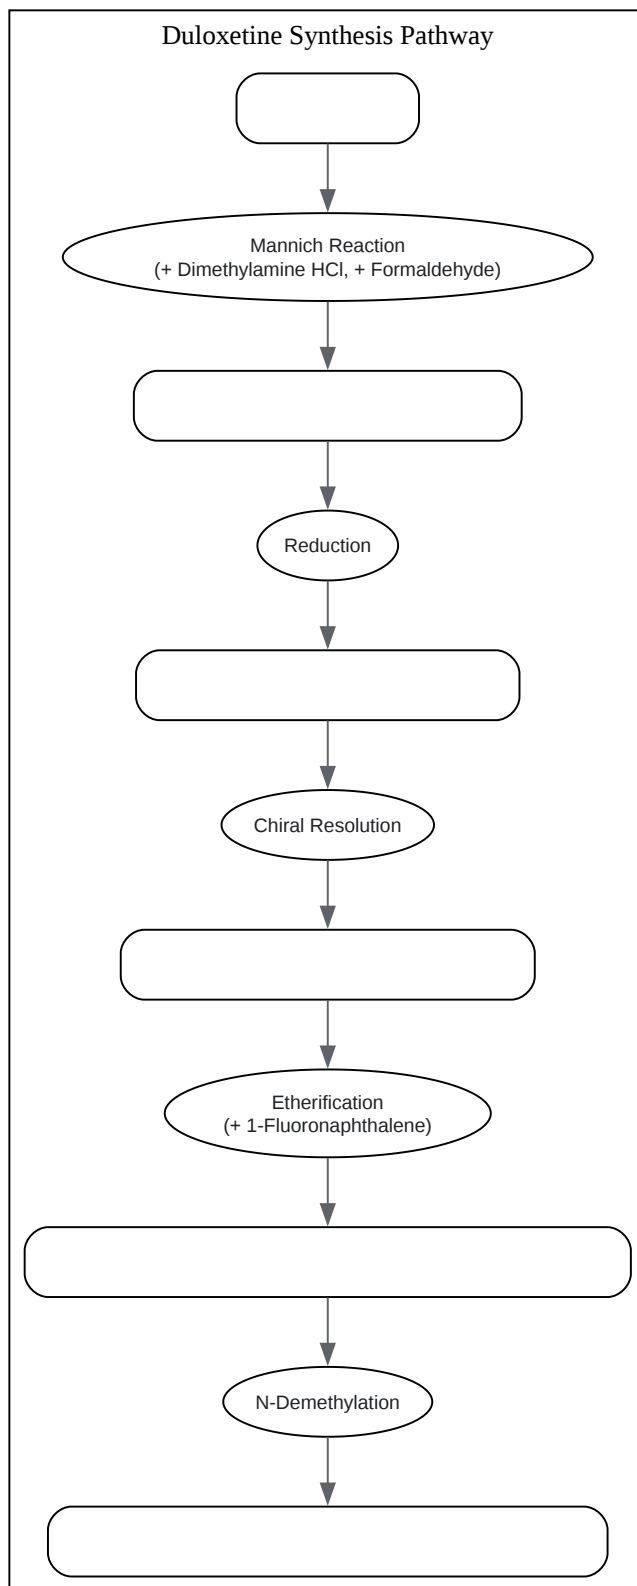 Duloxetine Synthesis Pathway
Mannich Reaction
(+ Dimethylamine HCl, + Formaldehyde)
Reduction
Chiral Resolution
Etherification
(+ 1-Fluoronaphthalene)
N-Demethylation